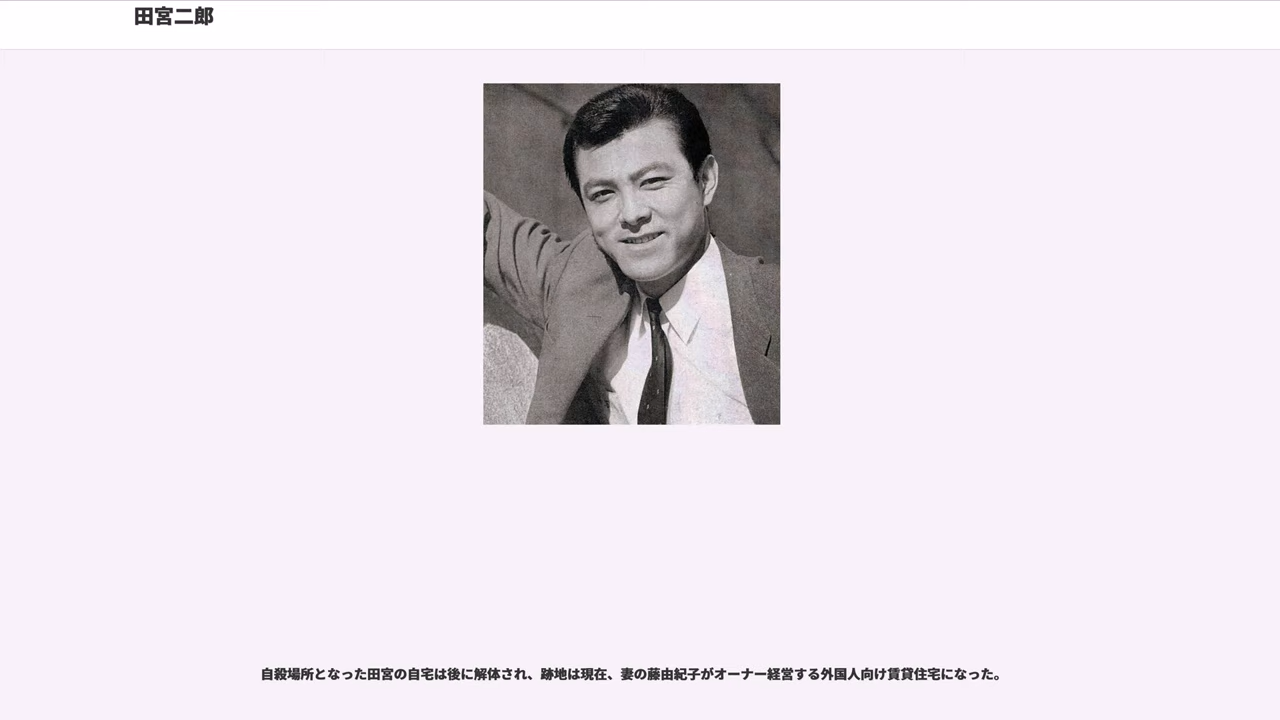 田宮二郎
自殺場所となった田宮の自宅は後に解体され、跡地は現在、妻の藤由紀子がオーナー経営する外国人向け賃貸住宅になった。